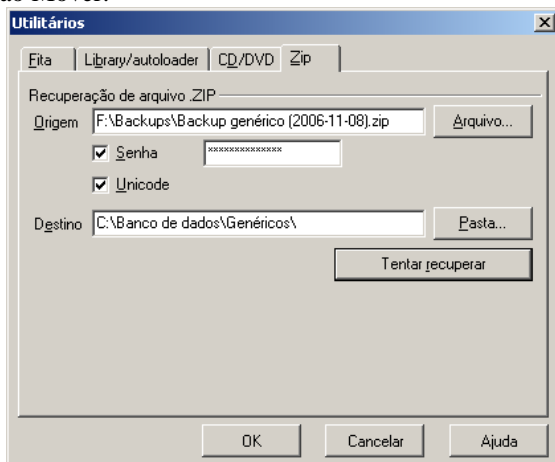 Utilitários
Fita
Library/autoloader
CD/DVD
Zip
Recuperação de arquivo .ZIP
Origem F:\Backups\Backup genérico (2006-11-08).zip Arquivo...
Senha xxxxxxxxxxxxxx
Unicode
Destino C:\Banco de dados\Genéricos\ Pasta...
Tentar recuperar
OK Cancelar Ajuda